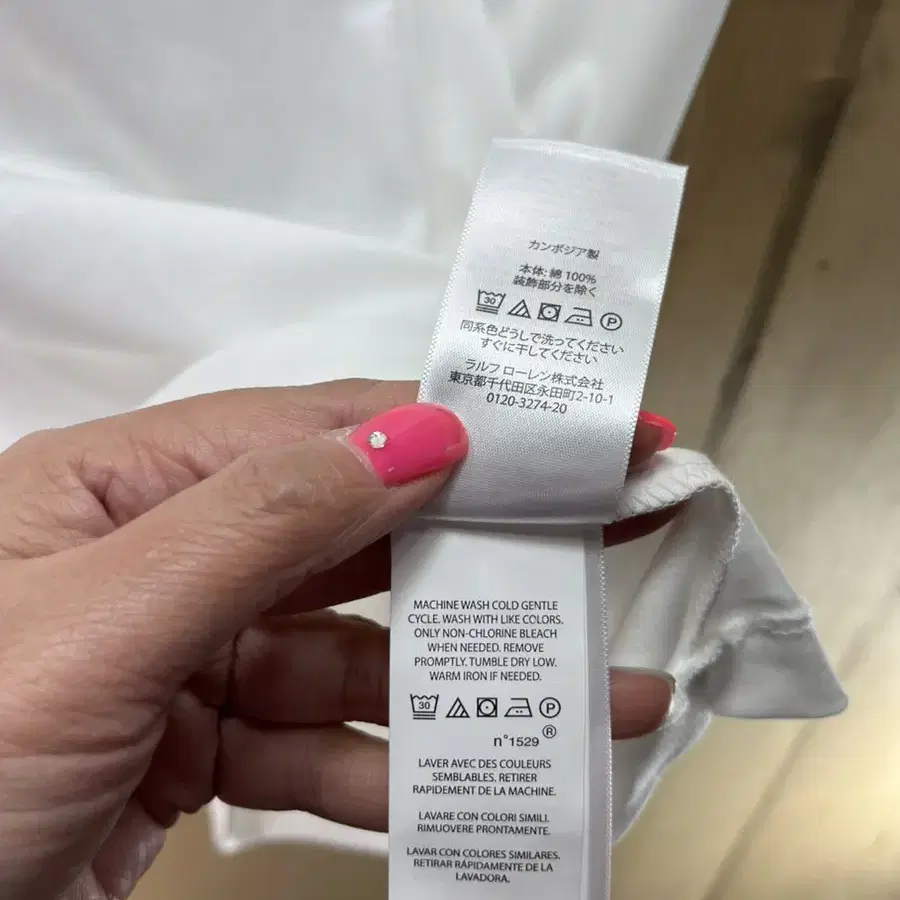 カンボジア製
本体: 綿 100%
装飾部分を除く
30 P
同系色どうしで洗ってください
すぐに干してください
ラルフ ローレン株式会社
東京都千代田区永田町2-10-1
0120-3274-20
MACHINE WASH COLD GENTLE
CYCLE. WASH WITH LIKE COLORS.
ONLY NON-CHLORINE BLEACH
WHEN NEEDED. REMOVE
PROMPTLY. TUMBLE DRY LOW.
WARM IRON IF NEEDED.
30 P
n°1529 ®
LAVER AVEC DES COULEURS
SEMBLABLES. RETIRER
RAPIDEMENT DE LA MACHINE.
LAVARE CON COLORI SIMILI.
RIMUOVERE PRONTAMENTE.
LAVAR CON COLORES SIMILARES.
RETIRAR RÁPIDAMENTE DE LA
LAVADORA.